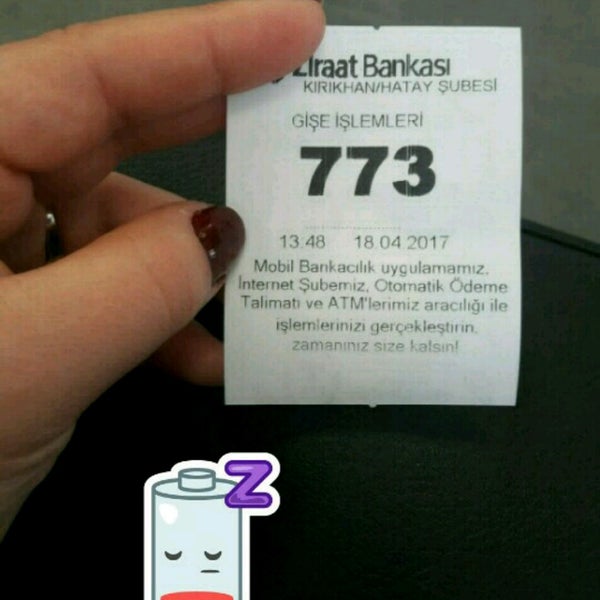 Ziraat Bankası
KIRIKHAN/HATAY ŞUBESİ
GİŞE İŞLEMLERİ
773
13.48 18.04 2017
Mobil Bankacılık uygulamamız,
İnternet Şubemiz, Otomatik Ödeme
Talimatı ve ATM'lerimiz aracılığı ile
işlemlerinizi gerçekleştirin,
zamanınız size kalsın!
Z